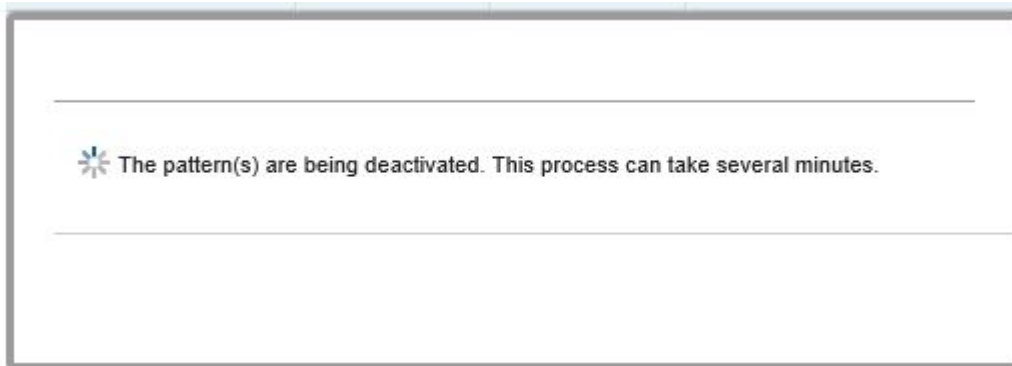 The pattern(s) are being deactivated. This process can take several minutes.